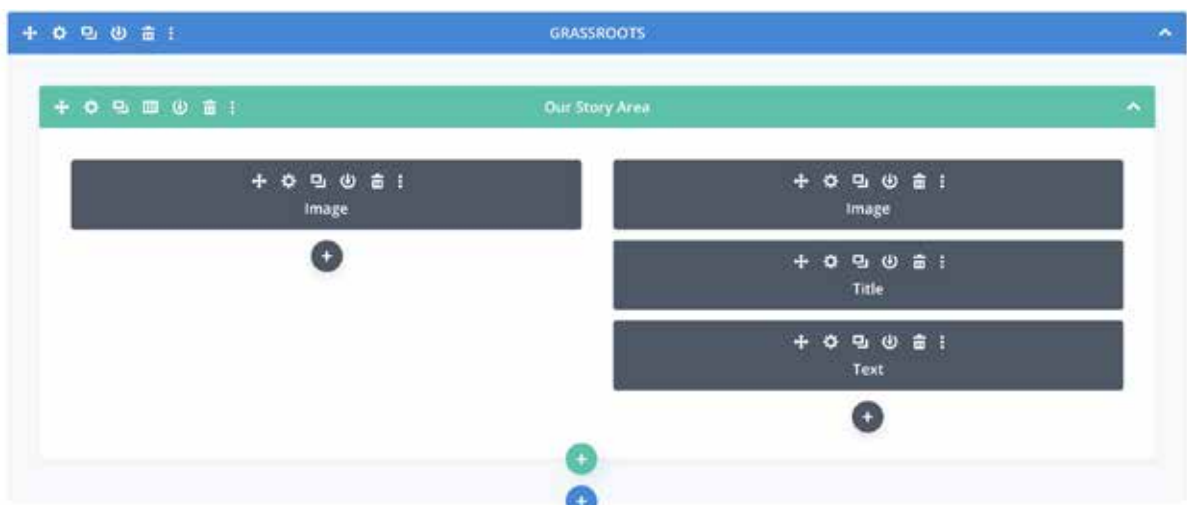 GRASSROOTS
Our Story Area
Image
Image
Title
Text